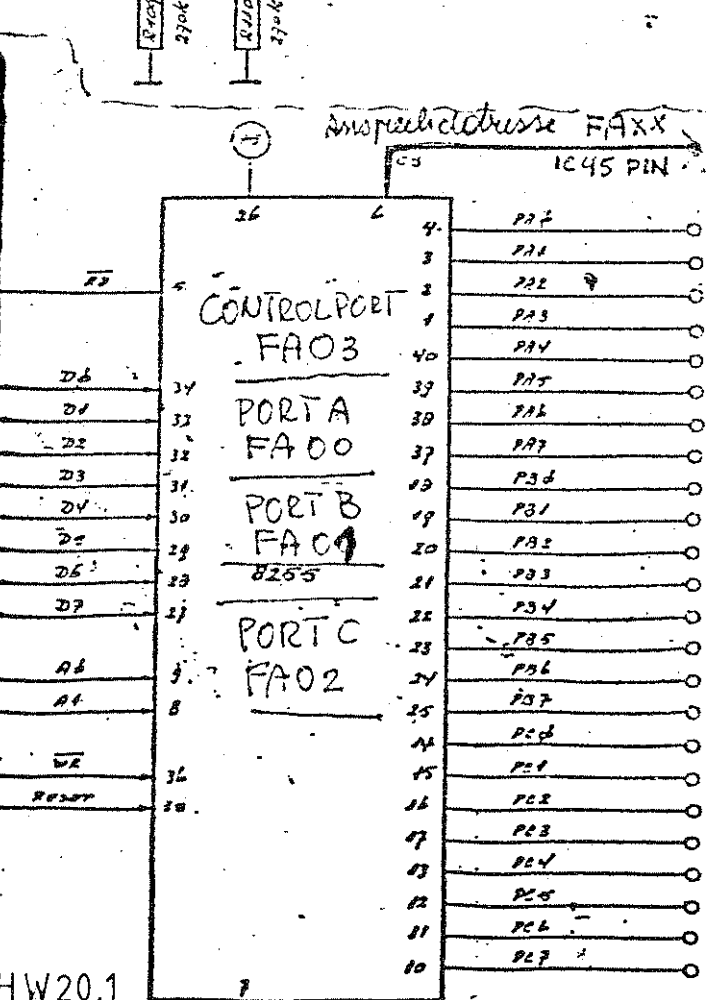 270k
270k
Ansprechadresse FAXX
CS
IC45 PIN
26
6
4 PA0
3 PA1
2 PA2
1 PA3
40 PA4
39 PA5
38 PA6
37 PA7
18 PB0
19 PB1
20 PB2
21 PB3
22 PB4
23 PB5
24 PB6
25 PB7
14 PC0
15 PC1
16 PC2
17 PC3
13 PC4
12 PC5
11 PC6
10 PC7
RD 5
D0 34
D1 33
D2 32
D3 31
D4 30
D5 29
D6 28
D7 27
A0 9
A1 8
WR 36
RESET
CONTROLPORT
FA03
PORT A
FA00
PORT B
FA01
8255
PORT C
FA02
7
HW20.1